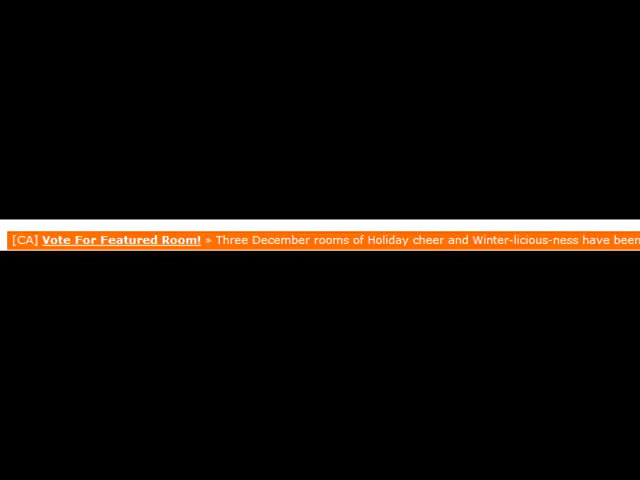 [CA] Vote For Featured Room! » Three December rooms of Holiday cheer and Winter-licious-ness have been